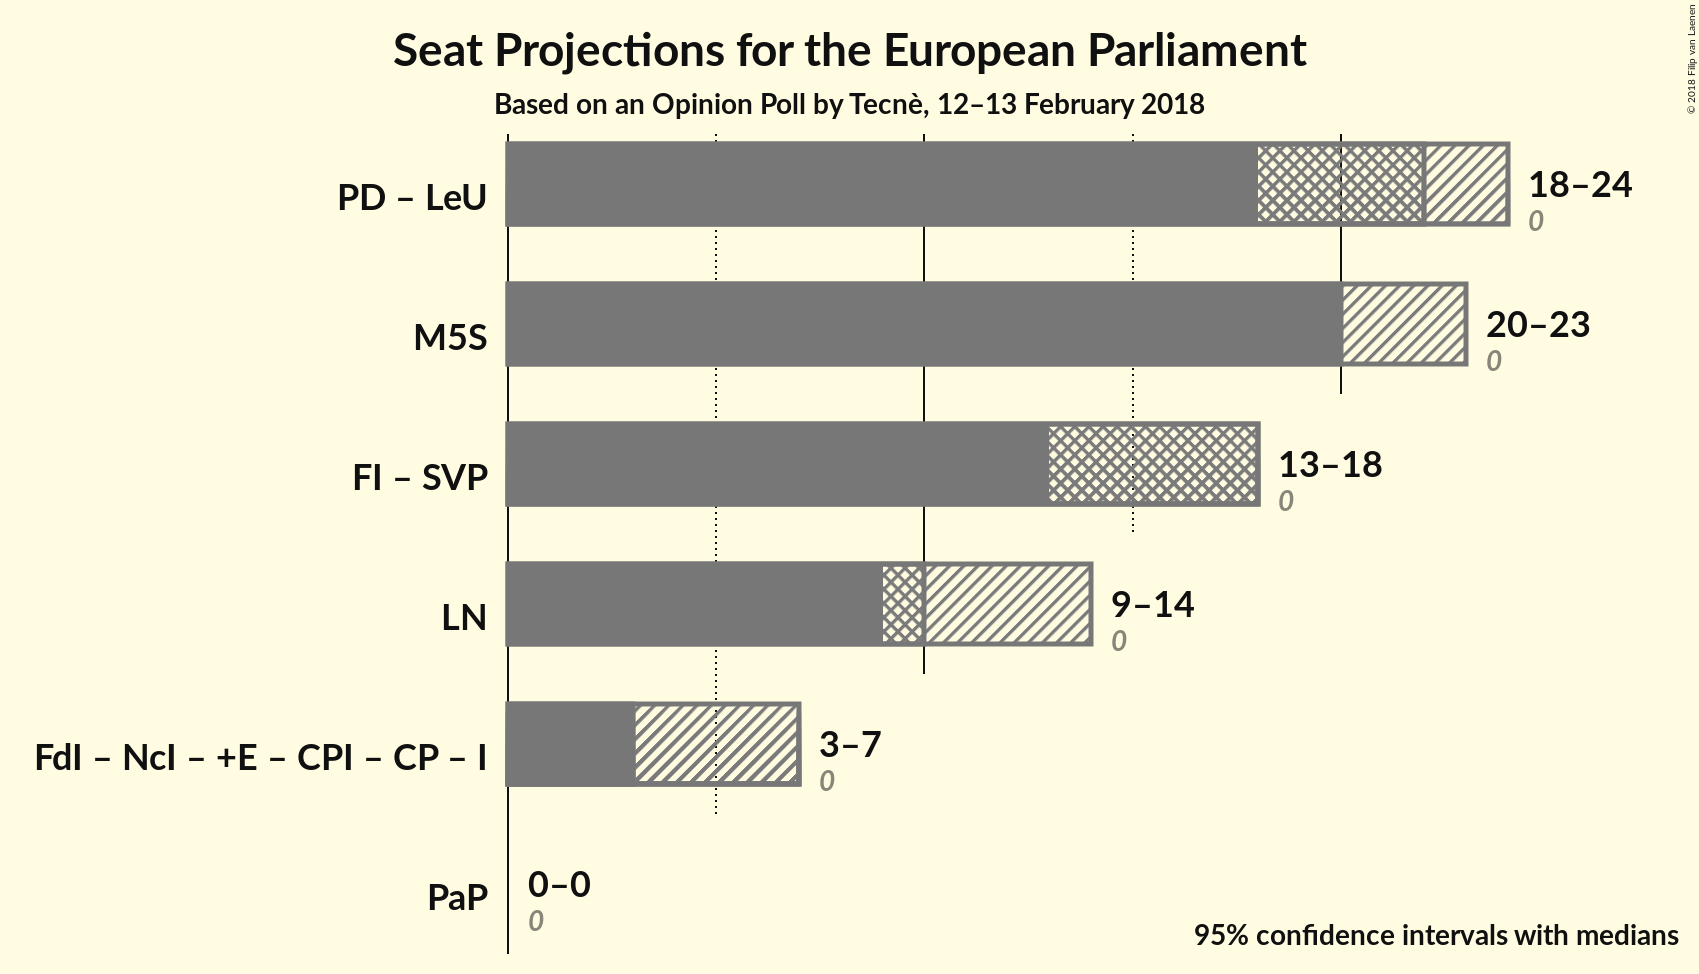 Seat Projections for the European Parliament
Based on an Opinion Poll by Tecnè, 12–13 February 2018
© 2018 Filip van Laenen
PD – LeU
18–24
0
M5S
20–23
0
FI – SVP
13–18
0
LN
9–14
0
FdI – NcI – +E – CPI – CP – I
3–7
0
PaP
0–0
0
95% confidence intervals with medians